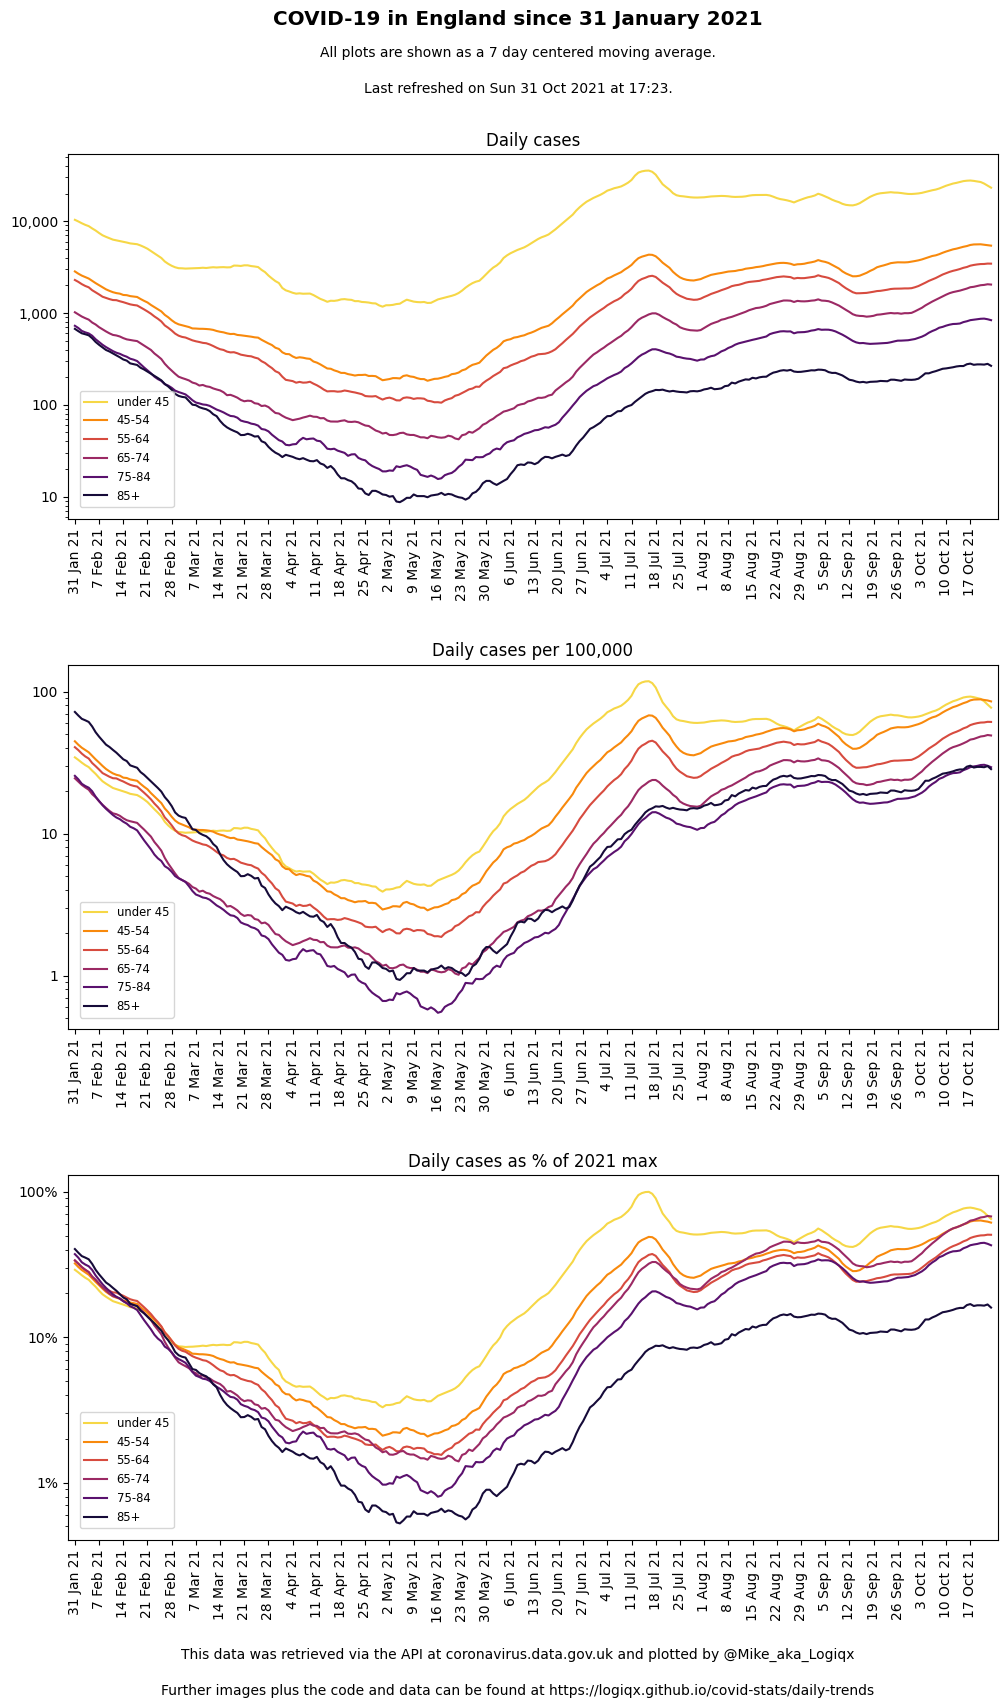 COVID-19 in England since 31 January 2021
All plots are shown as a 7 day centered moving average.
Last refreshed on Sun 31 Oct 2021 at 17:23.
Daily cases
10,000
1,000
100
10
under 45
45-54
55-64
65-74
75-84
85+
31 Jan 21
7 Feb 21
14 Feb 21
21 Feb 21
28 Feb 21
7 Mar 21
14 Mar 21
21 Mar 21
28 Mar 21
4 Apr 21
11 Apr 21
18 Apr 21
25 Apr 21
2 May 21
9 May 21
16 May 21
23 May 21
30 May 21
6 Jun 21
13 Jun 21
20 Jun 21
27 Jun 21
4 Jul 21
11 Jul 21
18 Jul 21
25 Jul 21
1 Aug 21
8 Aug 21
15 Aug 21
22 Aug 21
29 Aug 21
5 Sep 21
12 Sep 21
19 Sep 21
26 Sep 21
3 Oct 21
10 Oct 21
17 Oct 21
Daily cases per 100,000
100
10
1
under 45
45-54
55-64
65-74
75-84
85+
31 Jan 21
7 Feb 21
14 Feb 21
21 Feb 21
28 Feb 21
7 Mar 21
14 Mar 21
21 Mar 21
28 Mar 21
4 Apr 21
11 Apr 21
18 Apr 21
25 Apr 21
2 May 21
9 May 21
16 May 21
23 May 21
30 May 21
6 Jun 21
13 Jun 21
20 Jun 21
27 Jun 21
4 Jul 21
11 Jul 21
18 Jul 21
25 Jul 21
1 Aug 21
8 Aug 21
15 Aug 21
22 Aug 21
29 Aug 21
5 Sep 21
12 Sep 21
19 Sep 21
26 Sep 21
3 Oct 21
10 Oct 21
17 Oct 21
Daily cases as % of 2021 max
100%
10%
1%
under 45
45-54
55-64
65-74
75-84
85+
31 Jan 21
7 Feb 21
14 Feb 21
21 Feb 21
28 Feb 21
7 Mar 21
14 Mar 21
21 Mar 21
28 Mar 21
4 Apr 21
11 Apr 21
18 Apr 21
25 Apr 21
2 May 21
9 May 21
16 May 21
23 May 21
30 May 21
6 Jun 21
13 Jun 21
20 Jun 21
27 Jun 21
4 Jul 21
11 Jul 21
18 Jul 21
25 Jul 21
1 Aug 21
8 Aug 21
15 Aug 21
22 Aug 21
29 Aug 21
5 Sep 21
12 Sep 21
19 Sep 21
26 Sep 21
3 Oct 21
10 Oct 21
17 Oct 21
This data was retrieved via the API at coronavirus.data.gov.uk and plotted by @Mike_aka_Logiqx
Further images plus the code and data can be found at https://logiqx.github.io/covid-stats/daily-trends